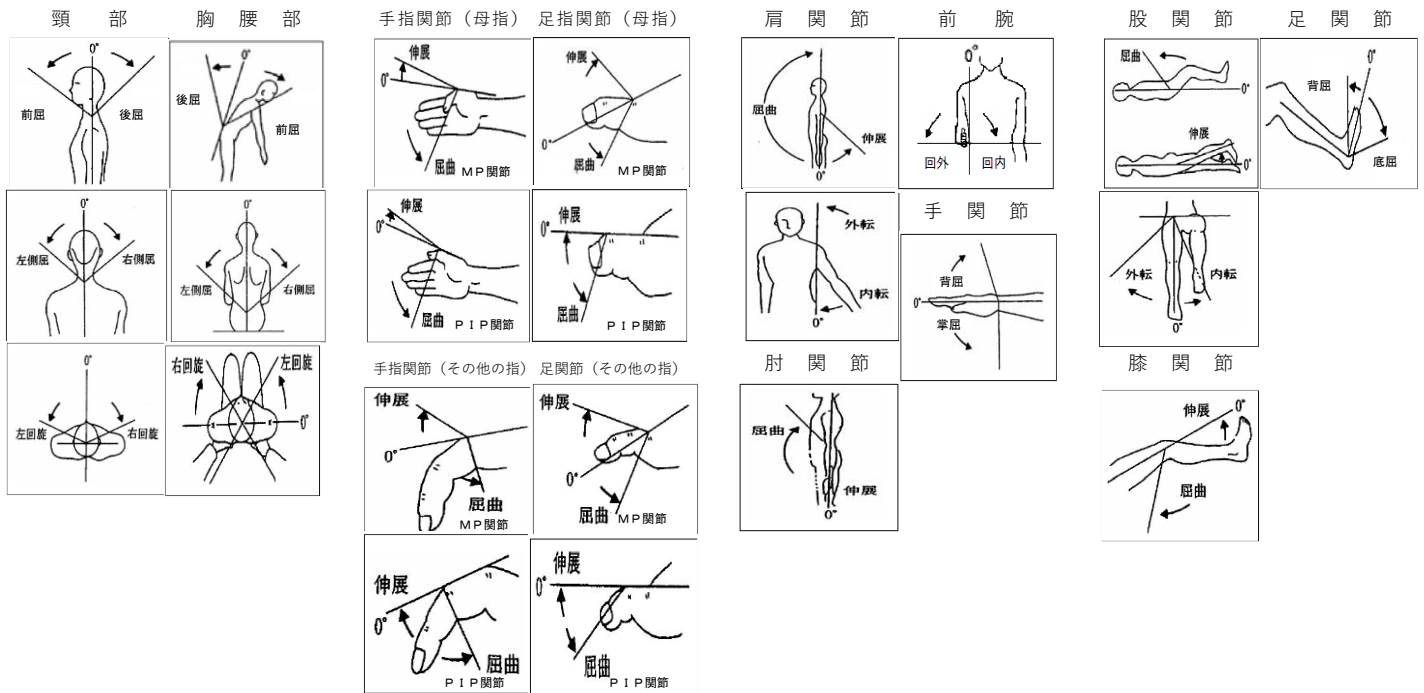 頸部
0°
前屈
後屈
0°
左側屈
右側屈
0°
左回旋
右回旋
胸腰部
0°
後屈
前屈
0°
左側屈
右側屈
右回旋
左回旋
0°
手指関節（母指）
伸展
0°
屈曲
ＭＰ関節
伸展
屈曲
ＰＩＰ関節
足指関節（母指）
伸展
0°
屈曲
ＭＰ関節
伸展
0°
屈曲
ＰＩＰ関節
手指関節（その他の指）
伸展
0°
屈曲
ＭＰ関節
伸展
0°
屈曲
ＰＩＰ関節
足関節（その他の指）
伸展
0°
屈曲
ＭＰ関節
伸展
0°
屈曲
ＰＩＰ関節
肩関節
屈曲
伸展
0°
外転
内転
0°
肘関節
屈曲
伸展
0°
前腕
0°
回外
回内
手関節
背屈
0°
掌屈
股関節
屈曲
0°
伸展
0°
外転
内転
0°
膝関節
伸展
0°
屈曲
足関節
0°
背屈
底屈